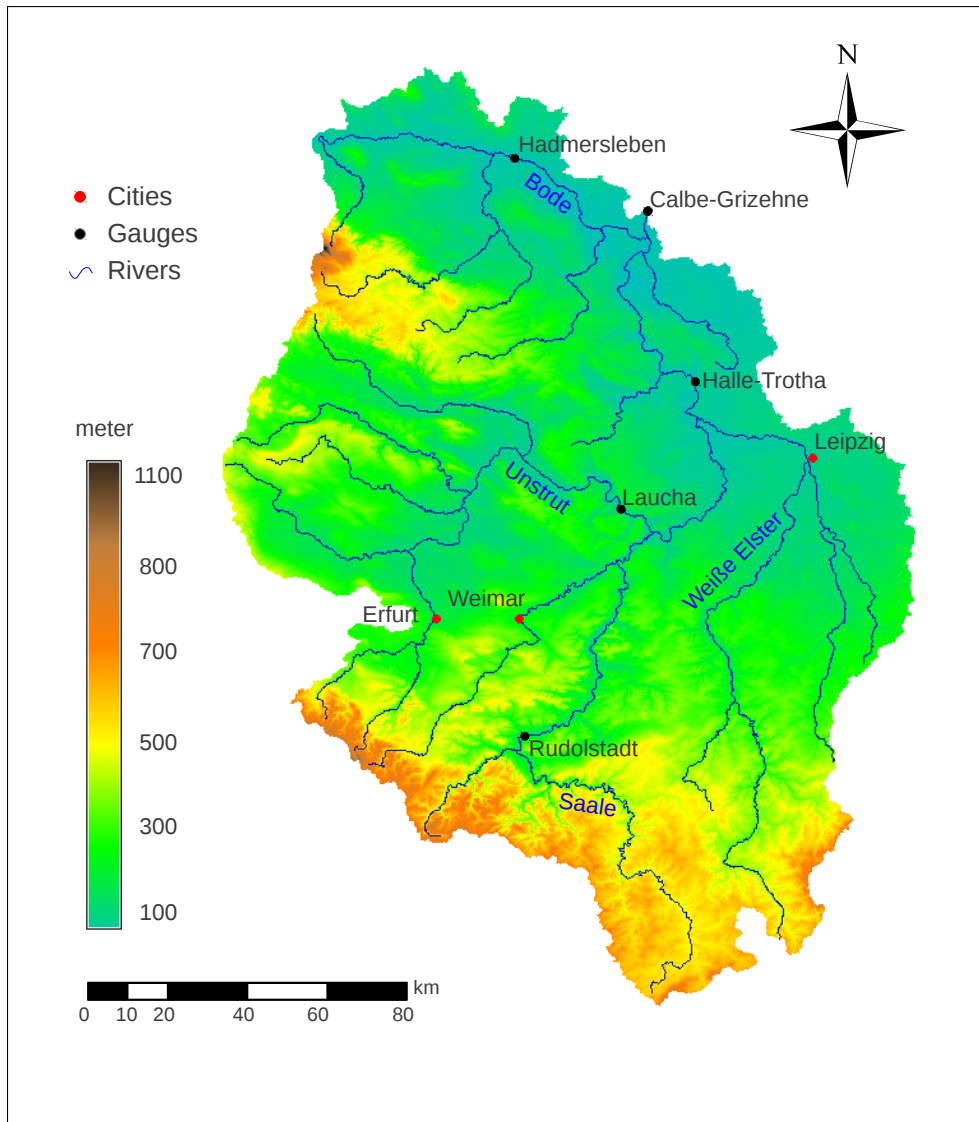 N
Hadmersleben
Bode
Cities
Calbe-Grizehne
Gauges
Rivers
Halle-Trotha
meter
Leipzig
1100
Unstrut
Laucha
800
Weiße Elster
Weimar
Erfurt
700
500
Rudolstadt
Saale
300
100
km
0 10 20 40 60 80